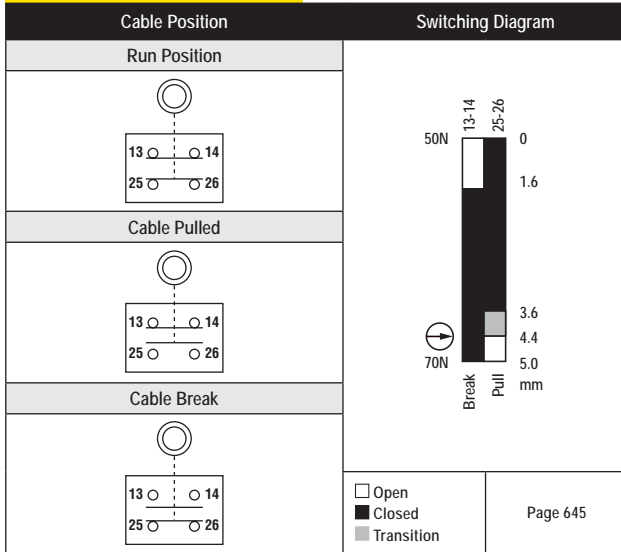 Cable Position
Switching Diagram
Run Position
13 14
25 26
Cable Pulled
13 14
25 26
Cable Break
13 14
25 26
13-14
25-26
50N
0
1.6
3.6
4.4
70N
5.0
mm
Break
Pull
Open
Closed
Transition
Page 645